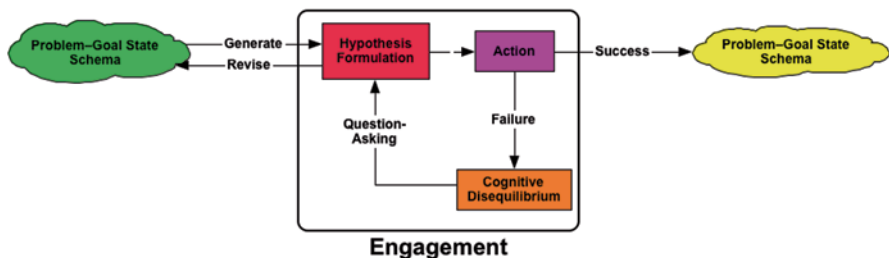 Problem–Goal State
Schema
Generate
Revise
Hypothesis
Formulation
Action
Success
Problem–Goal State
Schema
Question-
Asking
Failure
Cognitive
Disequilibrium
Engagement